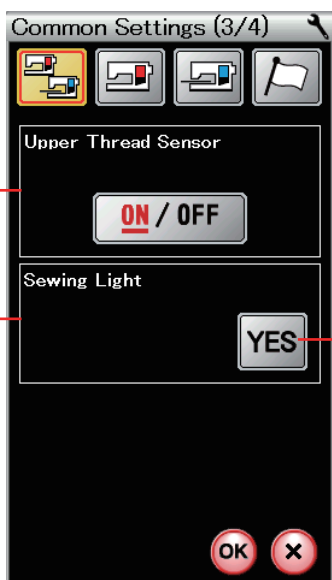 Common Settings (3/4)
Upper Thread Sensor
ON / OFF
Sewing Light
YES
OK